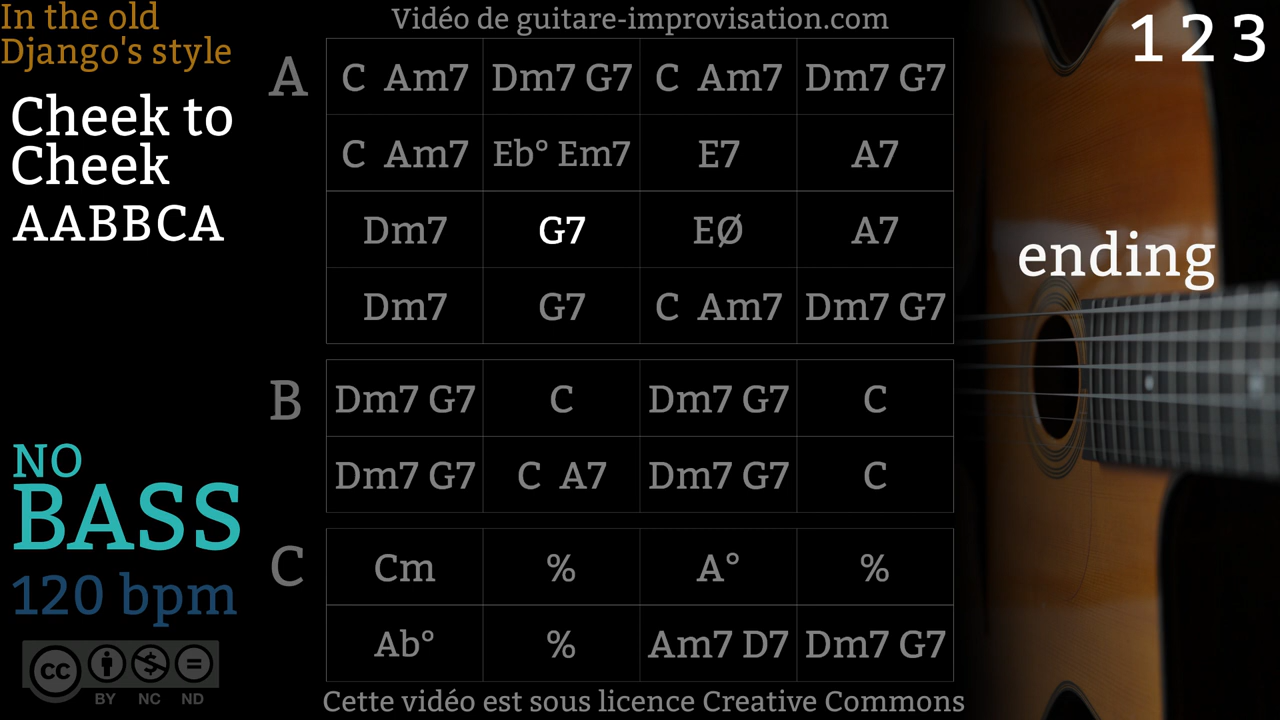 In the old
Django's style
Vidéo de guitare-improvisation.com
1 2 3
Cheek to
Cheek
AABBCA
A
C Am7 Dm7 G7 C Am7 Dm7 G7
C Am7 Eb° Em7 E7 A7
Dm7 G7 EØ A7
Dm7 G7 C Am7 Dm7 G7
ending
B
Dm7 G7 C Dm7 G7 C
Dm7 G7 C A7 Dm7 G7 C
C
Cm % A° %
Ab° % Am7 D7 Dm7 G7
NO
BASS
120 bpm
cc
BY NC ND
Cette vidéo est sous licence Creative Commons